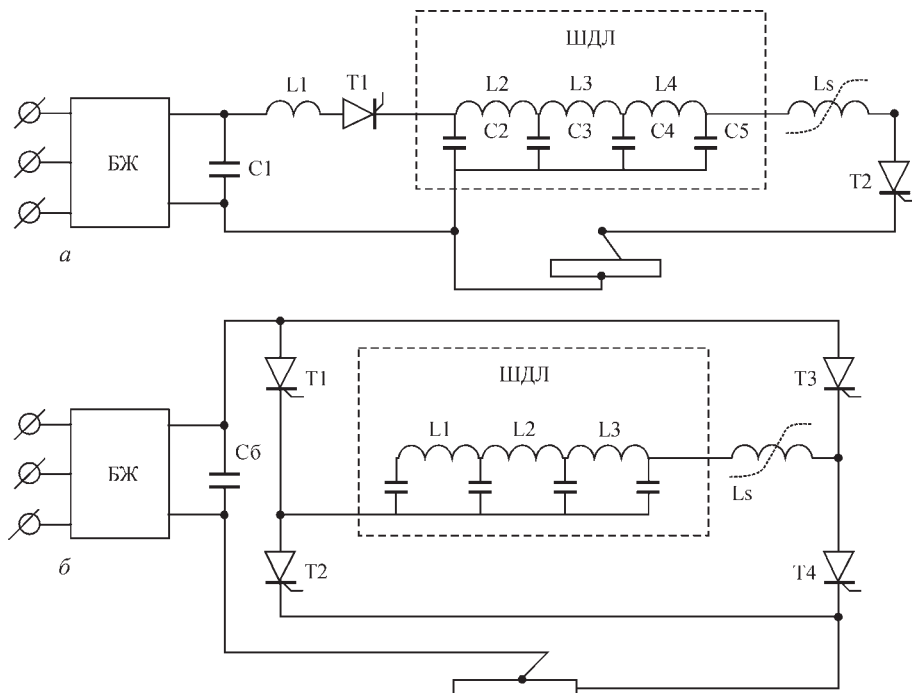 ШДЛ
L1 T1 L2 L3 L4 Ls
БЖ C1 C2 C3 C4 C5 T2
а
T1 ШДЛ T3
L1 L2 L3
БЖ Сб Ls
б T2 T4